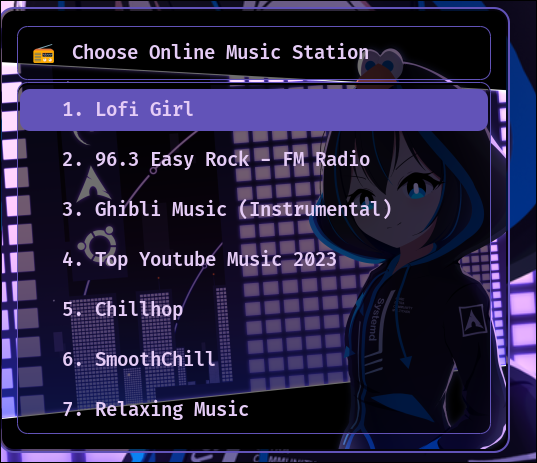 📻 Choose Online Music Station
1. Lofi Girl
2. 96.3 Easy Rock - FM Radio
3. Ghibli Music (Instrumental)
4. Top Youtube Music 2023
5. Chillhop
6. SmoothChill
7. Relaxing Music
Systemd